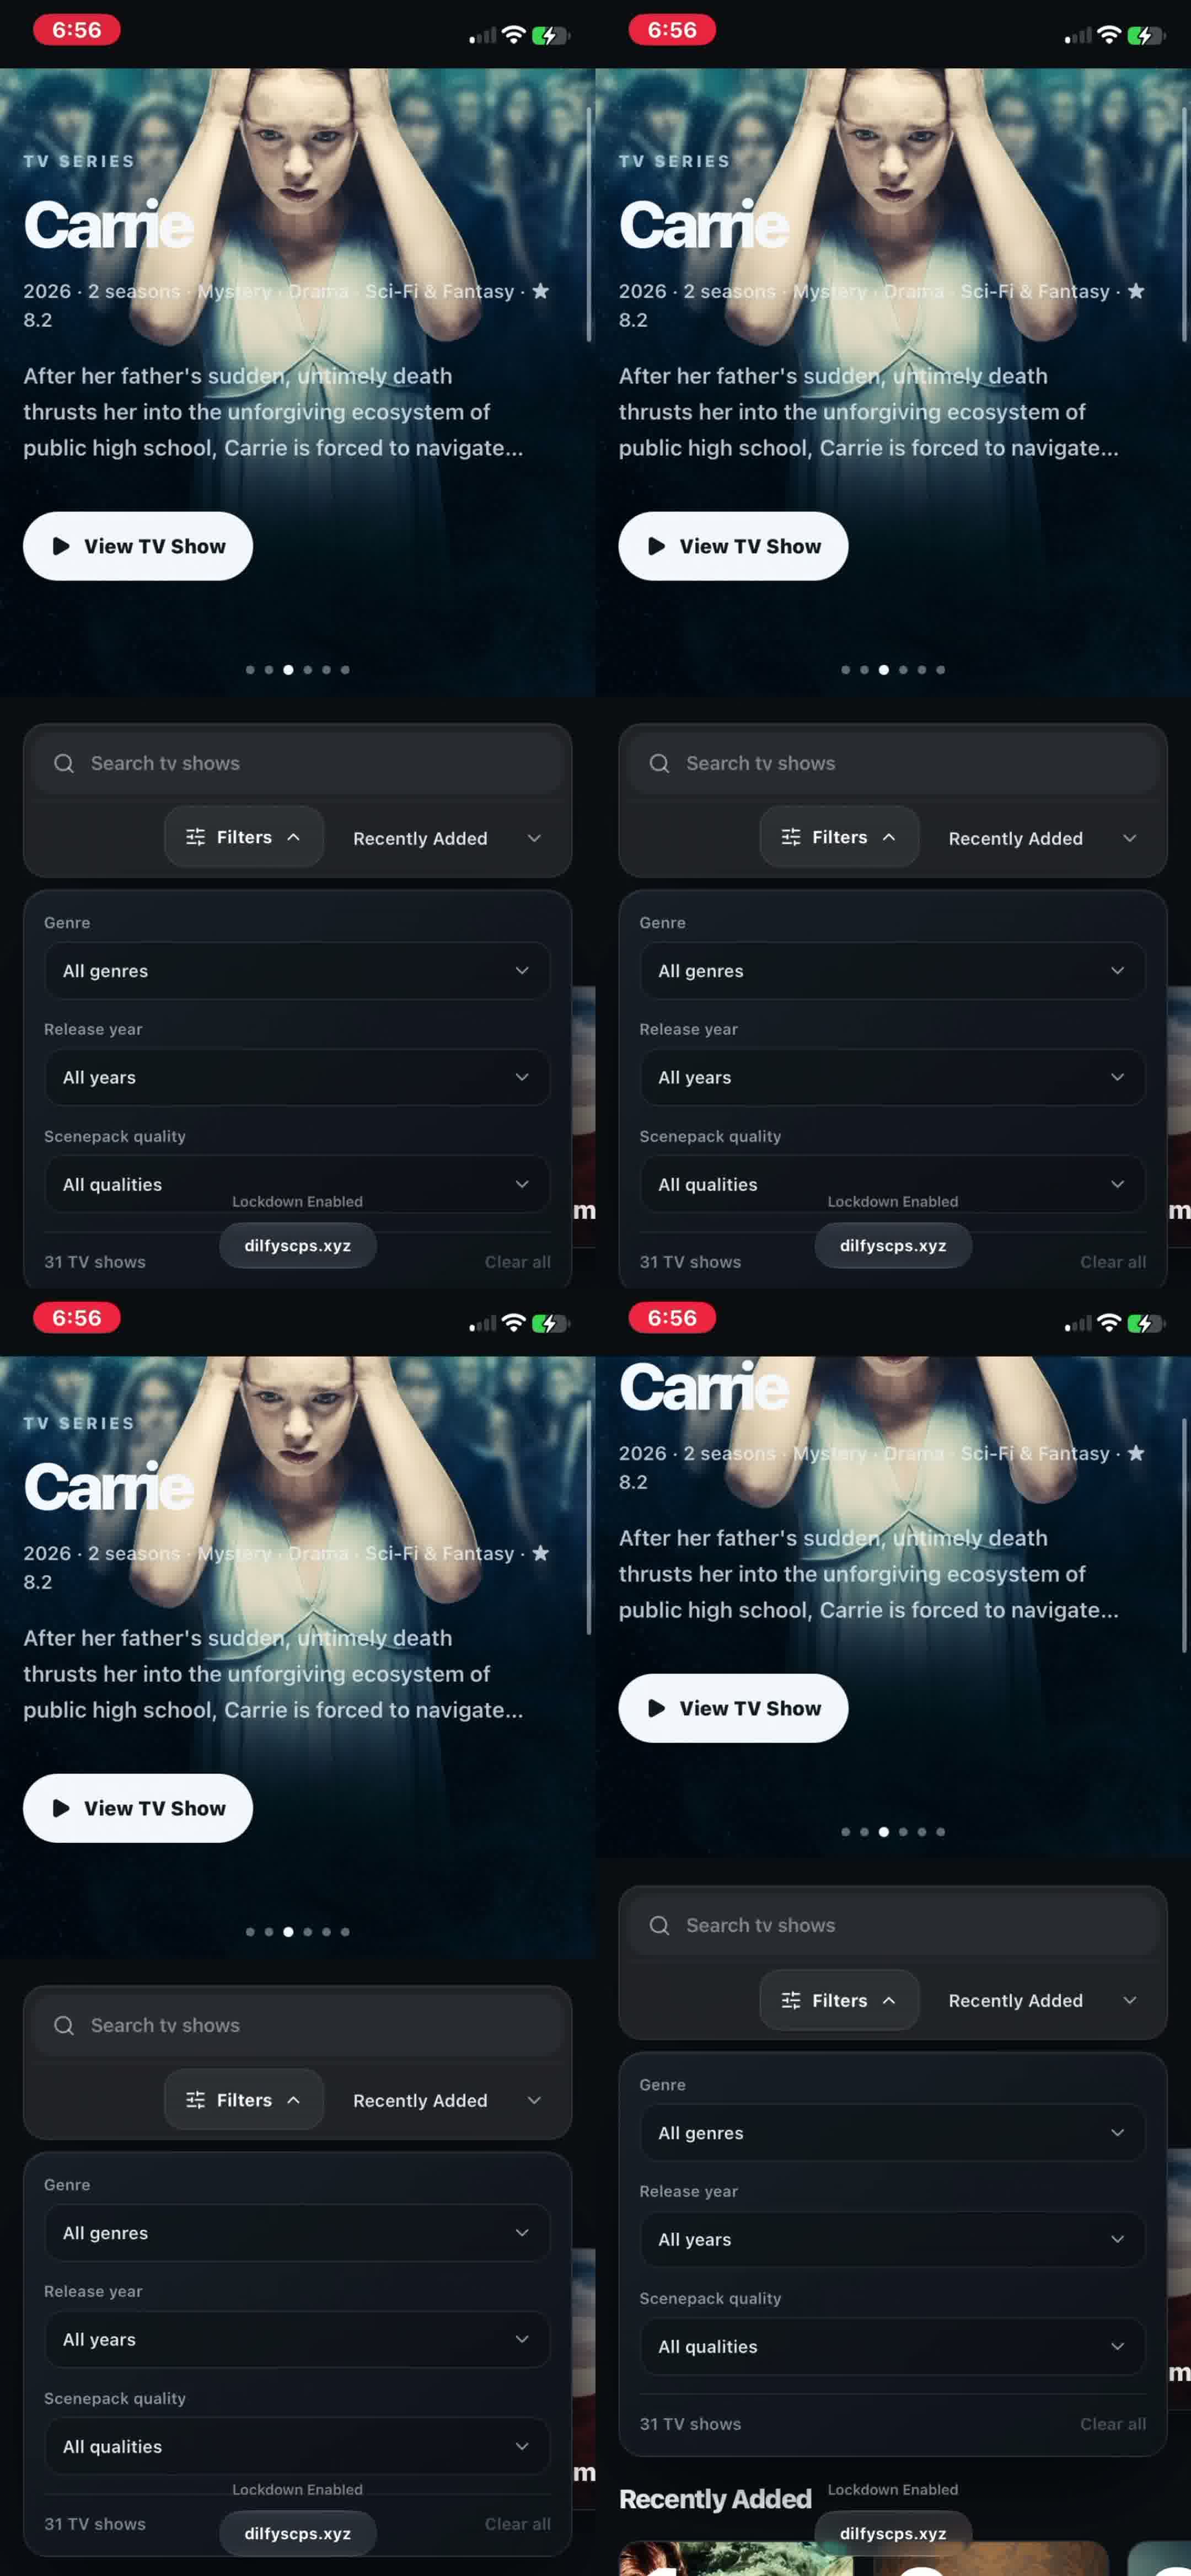 6:56
TV SERIES
Carrie
2026 · 2 seasons · Mystery · Drama · Sci-Fi & Fantasy · ★
8.2
After her father's sudden, untimely death
thrusts her into the unforgiving ecosystem of
public high school, Carrie is forced to navigate...
View TV Show
Search tv shows
Filters
Recently Added
Genre
All genres
Release year
All years
Scenepack quality
All qualities
Lockdown Enabled
m
dilfyscps.xyz
31 TV shows
Clear all
6:56
TV SERIES
Carrie
2026 · 2 seasons · Mystery · Drama · Sci-Fi & Fantasy · ★
8.2
After her father's sudden, untimely death
thrusts her into the unforgiving ecosystem of
public high school, Carrie is forced to navigate...
View TV Show
Search tv shows
Filters
Recently Added
Genre
All genres
Release year
All years
Scenepack quality
All qualities
Lockdown Enabled
m
dilfyscps.xyz
31 TV shows
Clear all
6:56
TV SERIES
Carrie
2026 · 2 seasons · Mystery · Drama · Sci-Fi & Fantasy · ★
8.2
After her father's sudden, untimely death
thrusts her into the unforgiving ecosystem of
public high school, Carrie is forced to navigate...
View TV Show
Search tv shows
Filters
Recently Added
Genre
All genres
Release year
All years
Scenepack quality
All qualities
m
Lockdown Enabled
31 TV shows
Clear all
dilfyscps.xyz
6:56
Carrie
2026 · 2 seasons · Mystery · Drama · Sci-Fi & Fantasy · ★
8.2
After her father's sudden, untimely death
thrusts her into the unforgiving ecosystem of
public high school, Carrie is forced to navigate...
View TV Show
Search tv shows
Filters
Recently Added
Genre
All genres
Release year
All years
Scenepack quality
All qualities
m
31 TV shows
Clear all
Recently Added
Lockdown Enabled
dilfyscps.xyz